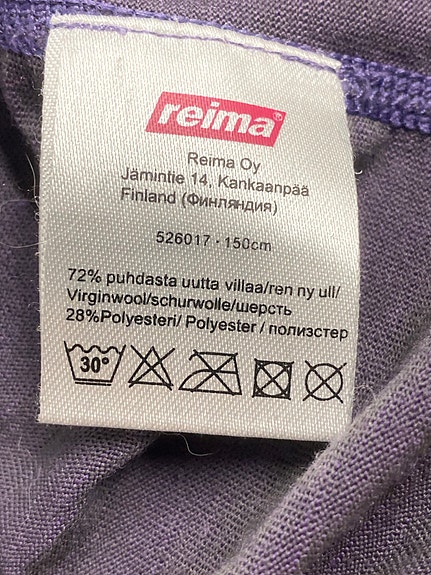 reima®
Reima Oy
Jämintie 14, Kankaanpää
Finland (Финляндия)
526017 · 150cm
72% puhdasta uutta villaa/ren ny ull/
Virginwool/schurwolle/шерсть
28%Polyesteri/ Polyester / полиэстер
30°